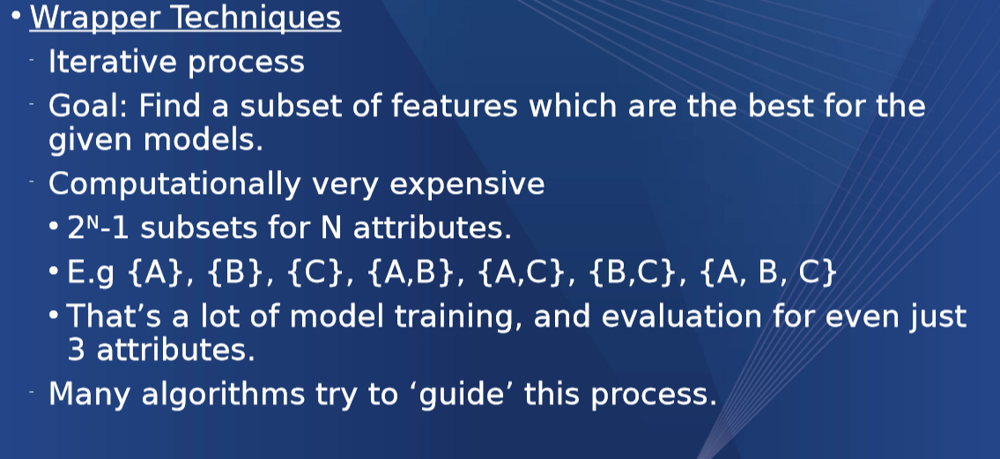 • Wrapper Techniques
- Iterative process
- Goal: Find a subset of features which are the best for the
given models.
- Computationally very expensive
• 2ᴺ-1 subsets for N attributes.
• E.g {A}, {B}, {C}, {A,B}, {A,C}, {B,C}, {A, B, C}
• That’s a lot of model training, and evaluation for even just
3 attributes.
- Many algorithms try to ‘guide’ this process.